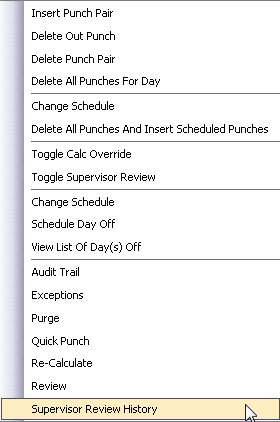 Insert Punch Pair
Delete Out Punch
Delete Punch Pair
Delete All Punches For Day
Change Schedule
Delete All Punches And Insert Scheduled Punches
Toggle Calc Override
Toggle Supervisor Review
Change Schedule
Schedule Day Off
View List Of Day(s) Off
Audit Trail
Exceptions
Purge
Quick Punch
Re-Calculate
Review
Supervisor Review History